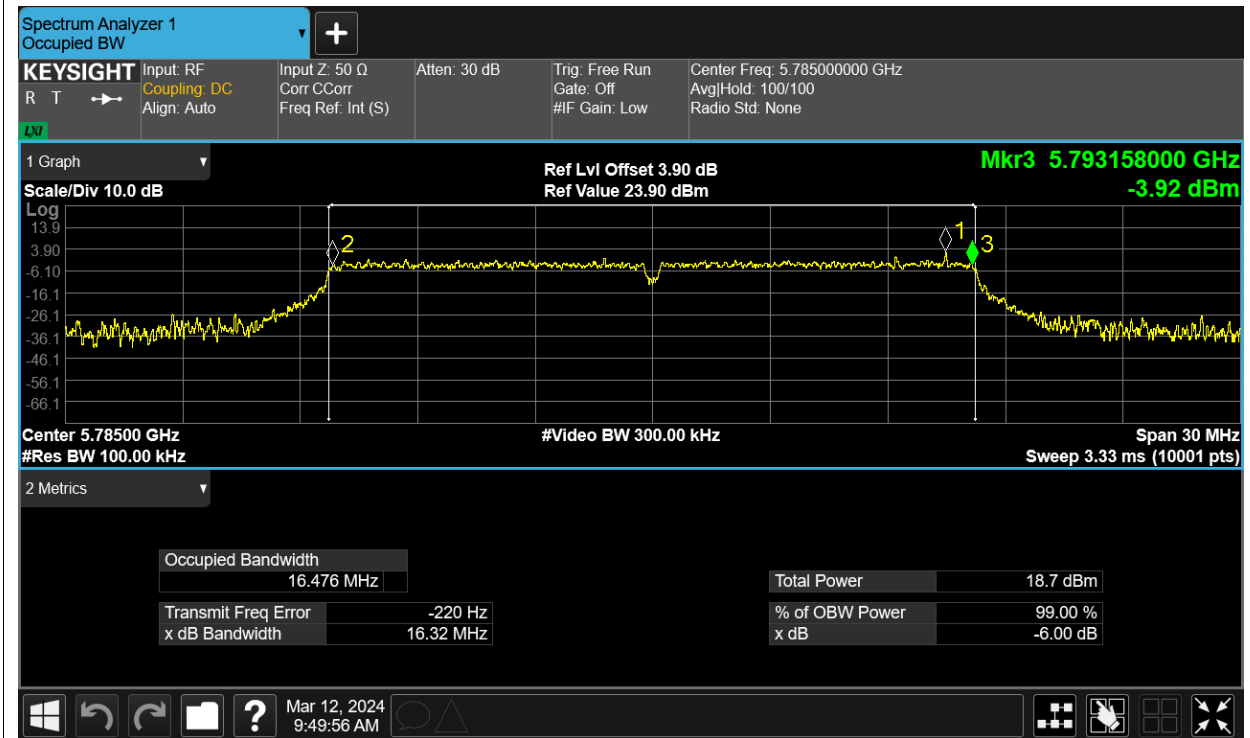 Spectrum Analyzer 1
Occupied BW
KEYSIGHT
R T
LXI
Input: RF
Coupling: DC
Align: Auto
Input Z: 50 Ω
Corr CCorr
Freq Ref: Int (S)
Atten: 30 dB
Trig: Free Run
Gate: Off
#IF Gain: Low
Center Freq: 5.785000000 GHz
Avg|Hold: 100/100
Radio Std: None
1 Graph
Scale/Div 10.0 dB
Ref Lvl Offset 3.90 dB
Ref Value 23.90 dBm
Mkr3 5.793158000 GHz
-3.92 dBm
Log
13.9
3.90
-6.10
-16.1
-26.1
-36.1
-46.1
-56.1
-66.1
2
1
3
Center 5.78500 GHz
#Res BW 100.00 kHz
#Video BW 300.00 kHz
Span 30 MHz
Sweep 3.33 ms (10001 pts)
2 Metrics
Occupied Bandwidth
16.476 MHz
Transmit Freq Error -220 Hz
x dB Bandwidth 16.32 MHz
Total Power 18.7 dBm
% of OBW Power 99.00 %
x dB -6.00 dB
?
Mar 12, 2024
9:49:56 AM